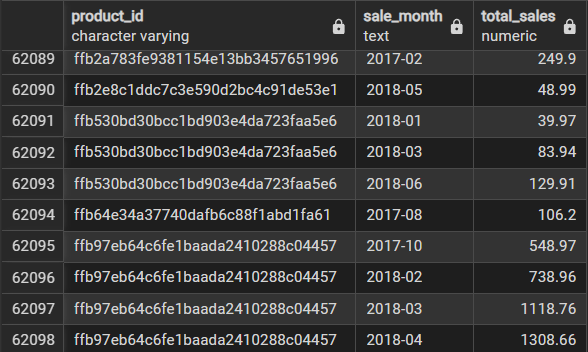 product_id sale_month total_sales
character varying text numeric
62089 ffb2a783fe9381154e13bb3457651996 2017-02 249.9
62090 ffb2e8c1ddc7c3e590d2bc4c91de53e1 2018-05 48.99
62091 ffb530bd30bcc1bd903e4da723faa5e6 2018-01 39.97
62092 ffb530bd30bcc1bd903e4da723faa5e6 2018-03 83.94
62093 ffb530bd30bcc1bd903e4da723faa5e6 2018-06 129.91
62094 ffb64e34a37740dafb6c88f1abd1fa61 2017-08 106.2
62095 ffb97eb64c6fe1baada2410288c04457 2017-10 548.97
62096 ffb97eb64c6fe1baada2410288c04457 2018-02 738.96
62097 ffb97eb64c6fe1baada2410288c04457 2018-03 1118.76
62098 ffb97eb64c6fe1baada2410288c04457 2018-04 1308.66